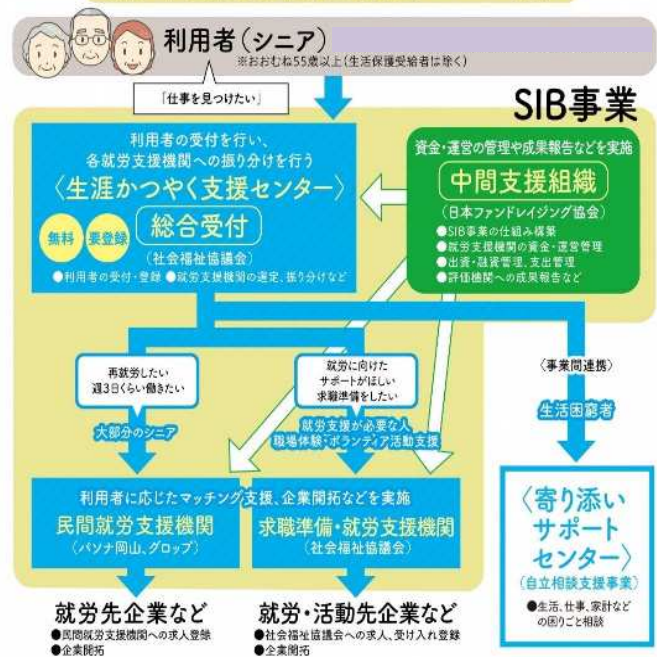 利用者(シニア)
※おおむね55歳以上(生活保護受給者は除く)
「仕事を見つけたい」
SIB事業
利用者の受付を行い、
各就労支援機関への振り分けを行う
〈生涯かつやく支援センター〉
無料
要登録
総合受付
(社会福祉協議会)
●利用者の受付・登録 ●就労支援機関の選定、振り分けなど
資金・運営の管理や成果報告などを実施
中間支援組織
(日本ファンドレイジング協会)
●SIB事業の仕組み構築
●就労支援機関の資金・運営管理
●出資・融資管理、支出管理
●評価機関への成果報告など
再就労したい
週3日くらい働きたい
大部分のシニア
就労に向けた
サポートがほしい
求職準備をしたい
就労支援が必要な人
職場体験・ボランティア活動支援
〈事業間連携〉
生活困窮者
利用者に応じたマッチング支援、企業開拓などを実施
民間就労支援機関
(パソナ岡山、グロップ)
求職準備・就労支援機関
(社会福祉協議会)
〈寄り添い
サポート
センター〉
(自立相談支援事業)
●生活、仕事、家計など
の困りごと相談
就労先企業など
●民間就労支援機関への求人登録
●企業開拓
就労・活動先企業など
●社会福祉協議会への求人、受け入れ登録
●企業開拓